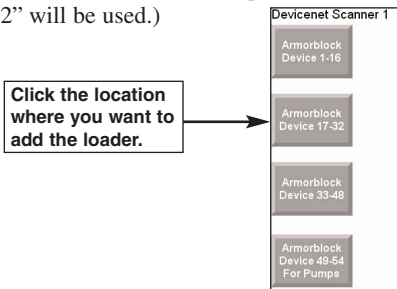 2” will be used.)
Devicenet Scanner 1
Armorblock
Device 1-16
Click the location
where you want to
add the loader.
Armorblock
Device 17-32
Armorblock
Device 33-48
Armorblock
Device 49-54
For Pumps